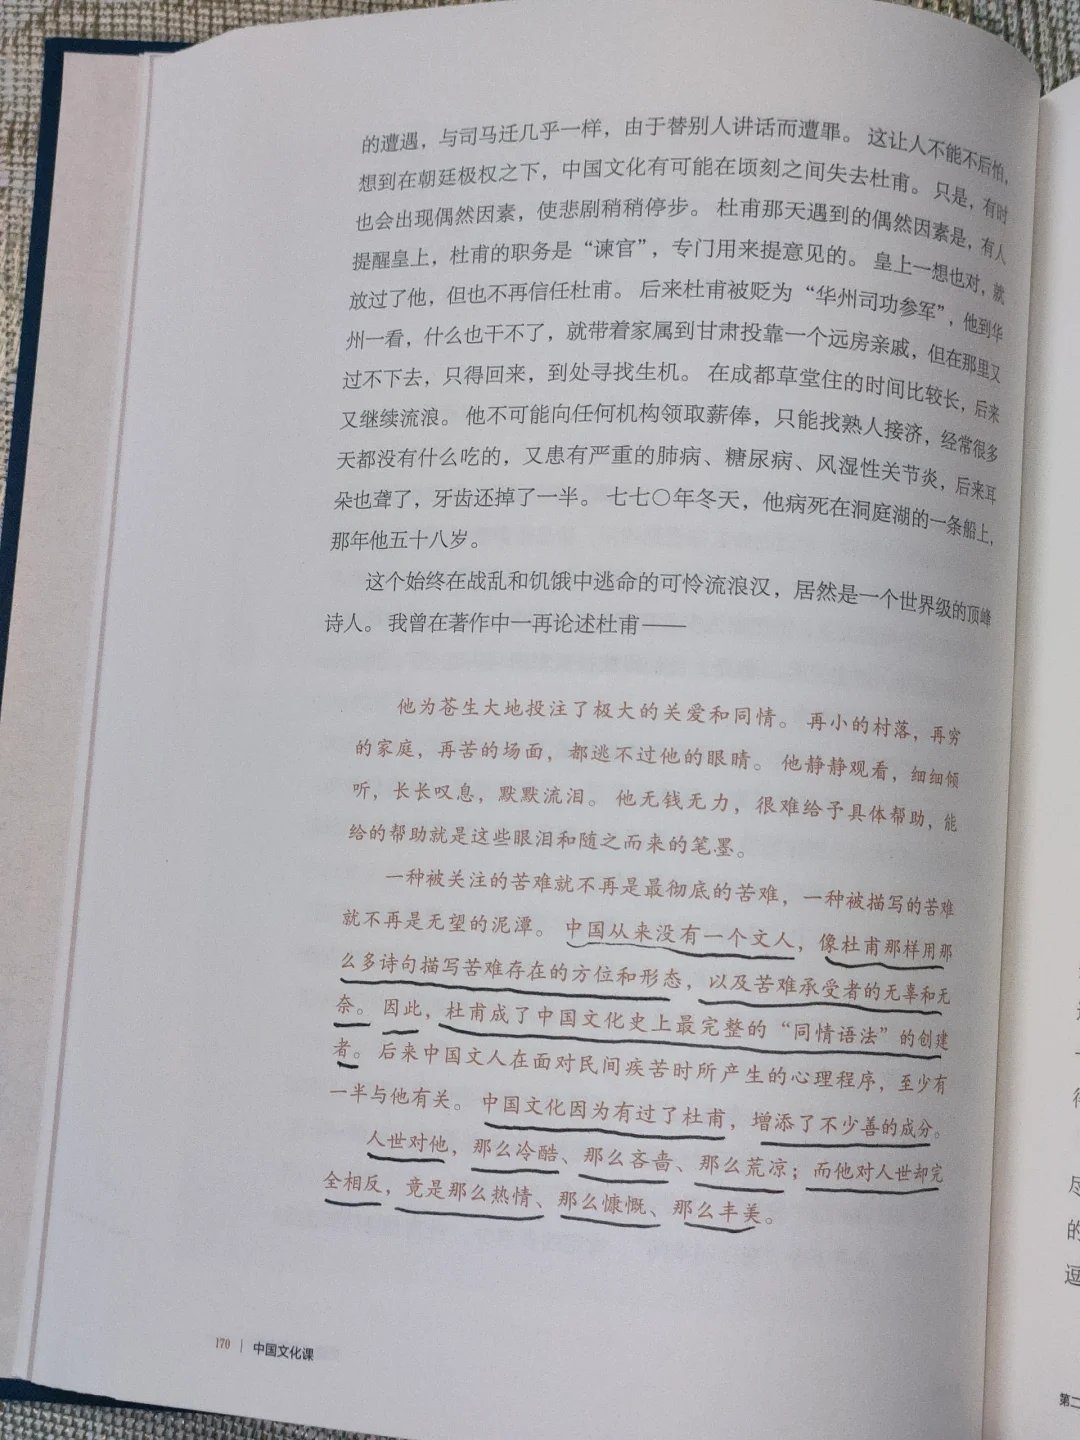 的遭遇，与司马迁几乎一样，由于替别人讲话而遭罪。这让人不能不后怕，
想到在朝廷极权之下，中国文化有可能在顷刻之间失去杜甫。只是，有时
也会出现偶然因素，使悲剧稍稍停步。杜甫那天遇到的偶然因素是，有人
提醒皇上，杜甫的职务是“谏官”，专门用来提意见的。皇上一想也对，就
放过了他，但也不再信任杜甫。后来杜甫被贬为“华州司功参军”，他到华
州一看，什么也干不了，就带着家属到甘肃投靠一个远房亲戚，但在那里又
过不下去，只得回来，到处寻找生机。在成都草堂住的时间比较长，后来
又继续流浪。他不可能向任何机构领取薪俸，只能找熟人接济，经常很多
天都没有什么吃的，又患有严重的肺病、糖尿病、风湿性关节炎，后来耳
朵也聋了，牙齿还掉了一半。七七〇年冬天，他病死在洞庭湖的一条船上，
那年他五十八岁。
这个始终在战乱和饥饿中逃命的可怜流浪汉，居然是一个世界级的顶峰
诗人。我曾在著作中一再论述杜甫——
他为苍生大地投注了极大的关爱和同情。再小的村落，再穷
的家庭，再苦的场面，都逃不过他的眼睛。他静静观看，细细倾
听，长长叹息，默默流泪。他无钱无力，很难给予具体帮助，能
给的帮助就是这些眼泪和随之而来的笔墨。
一种被关注的苦难就不再是最彻底的苦难，一种被描写的苦难
就不再是无望的泥潭。中国从来没有一个文人，像杜甫那样用那
么多诗句描写苦难存在的方位和形态，以及苦难承受者的无辜和无
奈。因此，杜甫成了中国文化史上最完整的“同情语法”的创建
者。后来中国文人在面对民间疾苦时所产生的心理程序，至少有
一半与他有关。中国文化因为有过了杜甫，增添了不少善的成分。
人世对他，那么冷酷、那么吝啬、那么荒凉；而他对人世却完
全相反，竟是那么热情、那么慷慨、那么丰美。
170 | 中国文化课
尽
的
逗
第二